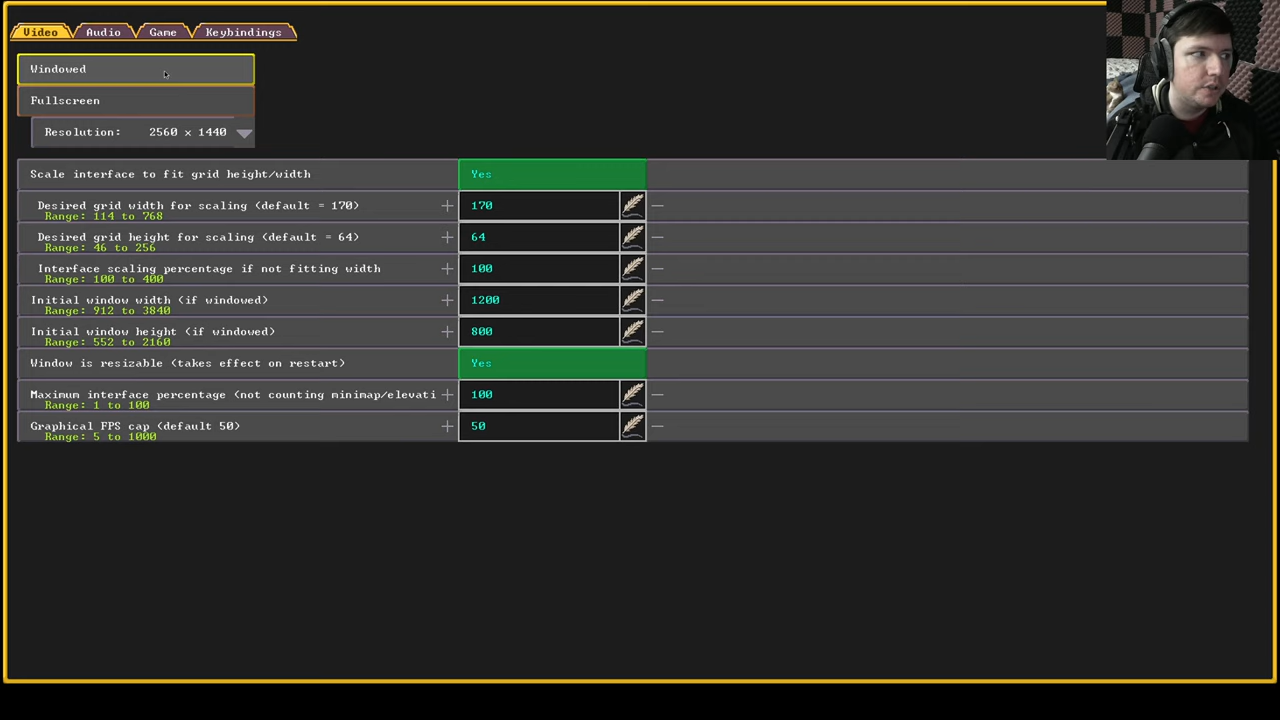 Video Audio Game Keybindings
Windowed
Fullscreen
Resolution: 2560 × 1440
Scale interface to fit grid height/width Yes
Desired grid width for scaling (default = 170) 170
Range: 114 to 768
Desired grid height for scaling (default = 64) 64
Range: 46 to 256
Interface scaling percentage if not fitting width 100
Range: 100 to 400
Initial window width (if windowed) 1200
Range: 912 to 3840
Initial window height (if windowed) 800
Range: 552 to 2160
Window is resizable (takes effect on restart) Yes
Maximum interface percentage (not counting minimap/elevati 100
Range: 1 to 100
Graphical FPS cap (default 50) 50
Range: 5 to 1000